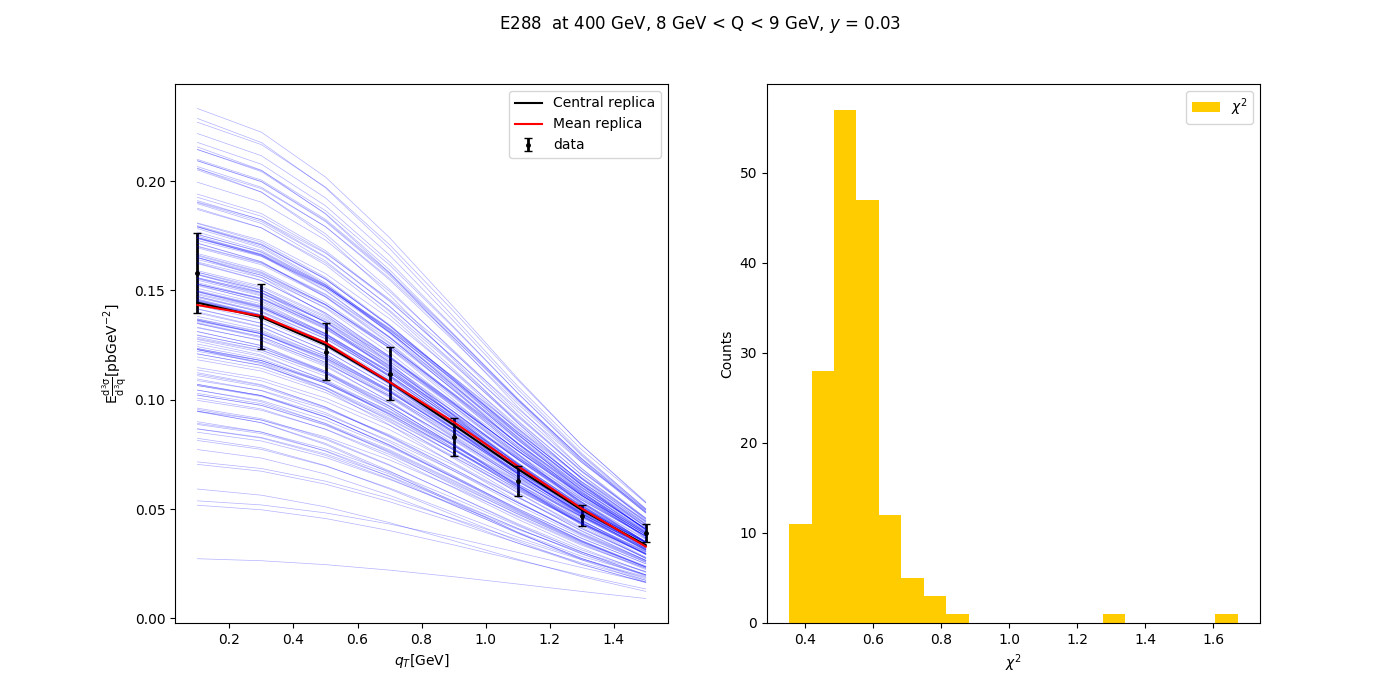 E288  at 400 GeV, 8 GeV < Q < 9 GeV, y = 0.03
Central replica
Mean replica
data
0.20
0.15
0.10
0.05
0.00
E d³σ/d³q [pbGeV⁻²]
0.2 0.4 0.6 0.8 1.0 1.2 1.4
q_T[GeV]
χ²
50
40
30
20
10
0
Counts
0.4 0.6 0.8 1.0 1.2 1.4 1.6
χ²